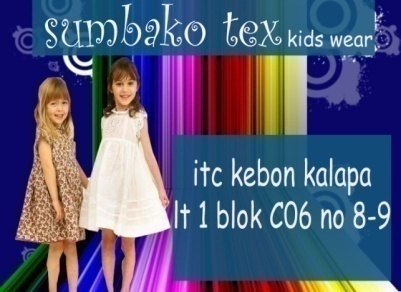 sumbako tex kids wear
itc kebon kalapa
lt 1 blok C06 no 8-9